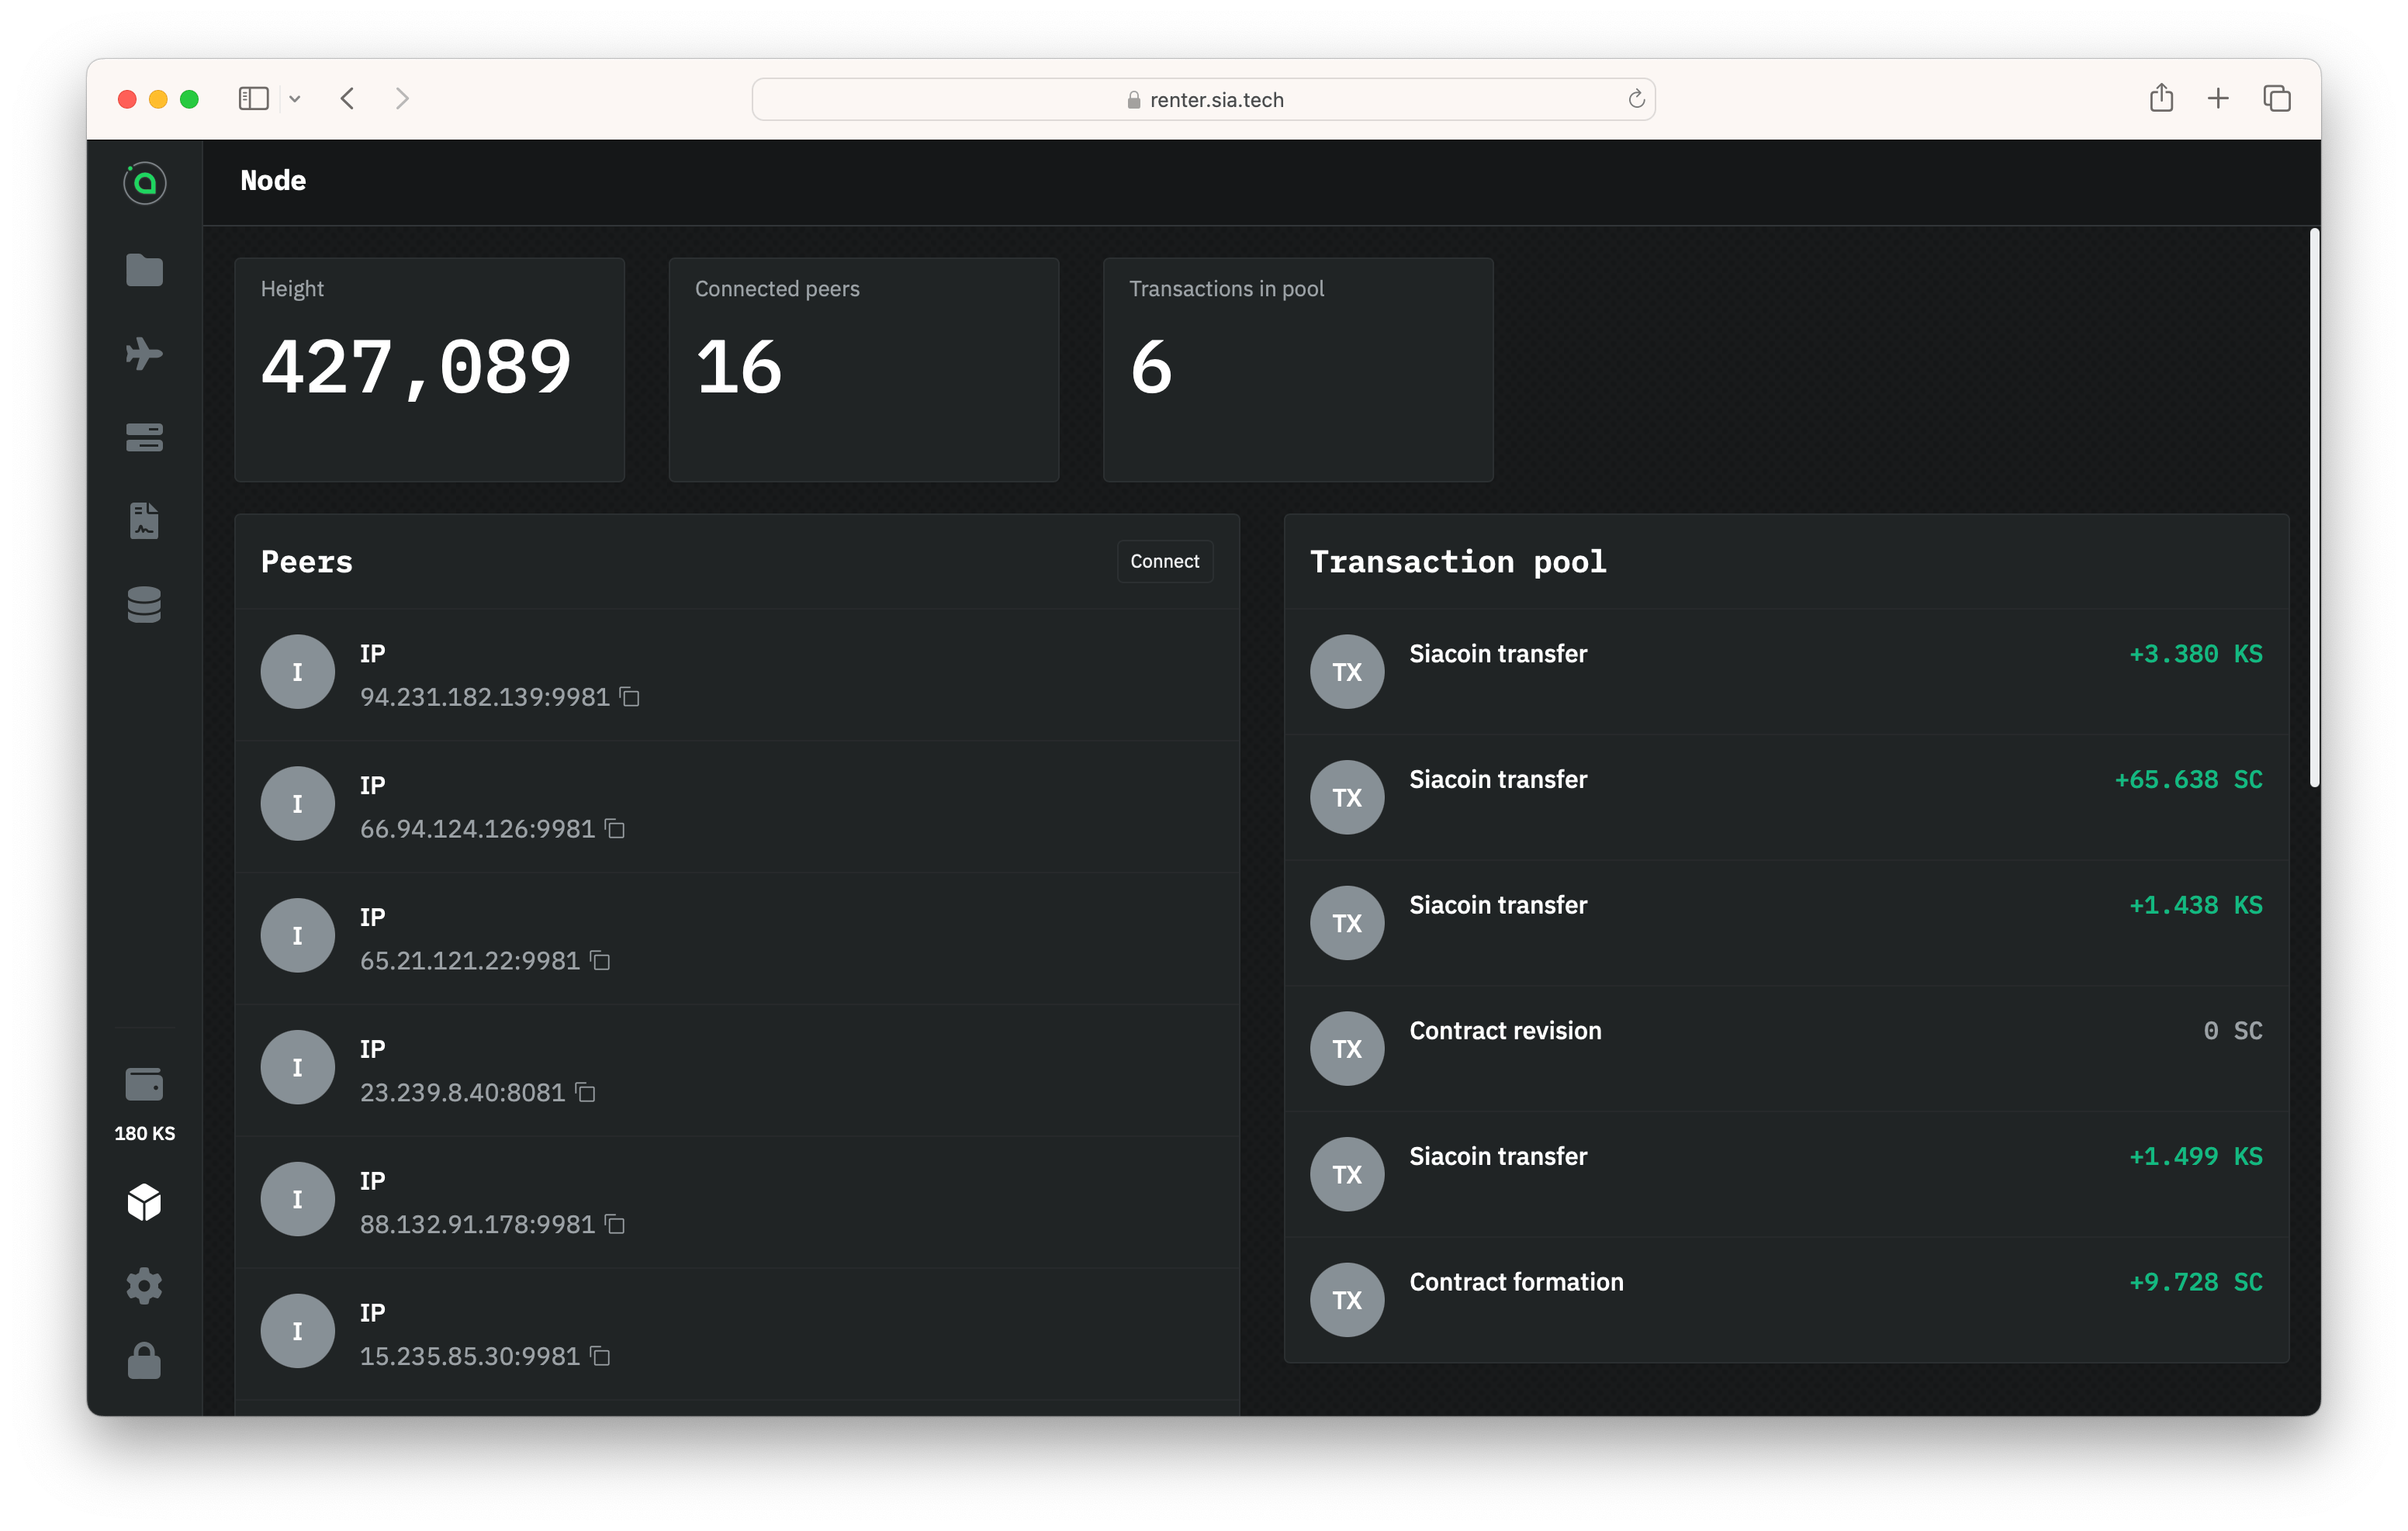 renter.sia.tech
Node
Height
427,089
Connected peers
16
Transactions in pool
6
Peers
Connect
I
IP
94.231.182.139:9981
I
IP
66.94.124.126:9981
I
IP
65.21.121.22:9981
I
IP
23.239.8.40:8081
I
IP
88.132.91.178:9981
I
IP
15.235.85.30:9981
Transaction pool
TX
Siacoin transfer +3.380 KS
TX
Siacoin transfer +65.638 SC
TX
Siacoin transfer +1.438 KS
TX
Contract revision 0 SC
TX
Siacoin transfer +1.499 KS
TX
Contract formation +9.728 SC
180 KS